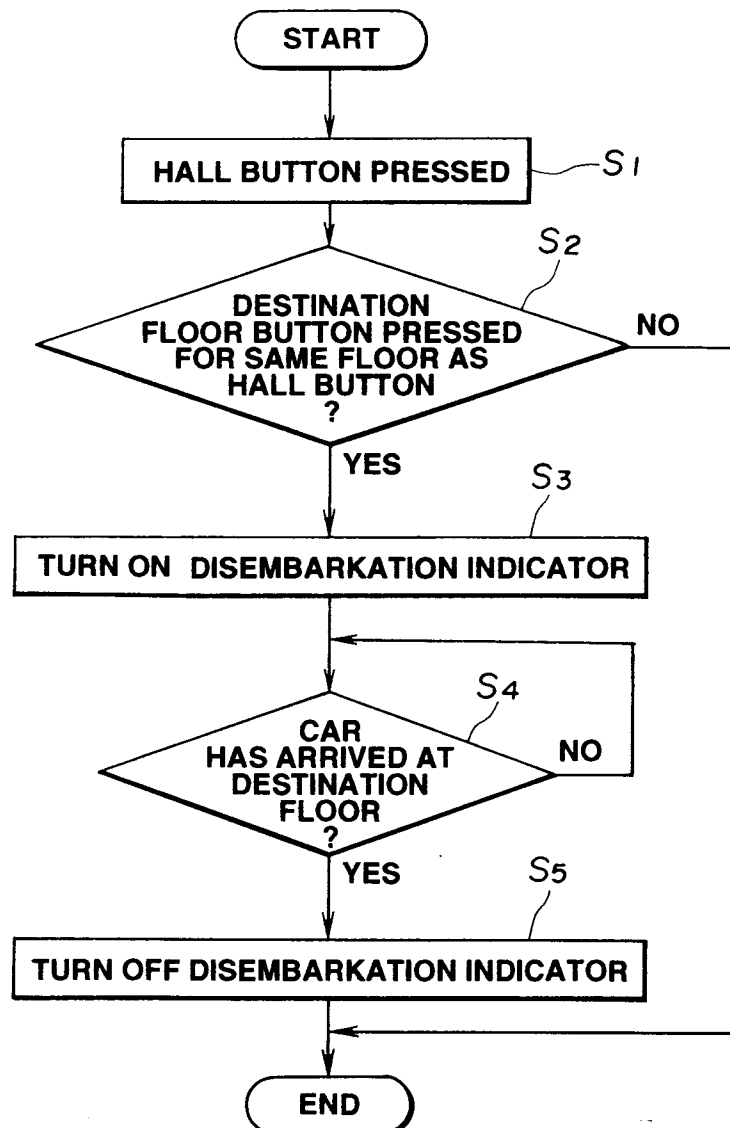 START
HALL BUTTON PRESSED
S1
S2
DESTINATION
FLOOR BUTTON PRESSED
FOR SAME FLOOR AS
HALL BUTTON
?
NO
YES
S3
TURN ON DISEMBARKATION INDICATOR
S4
CAR
HAS ARRIVED AT
DESTINATION
FLOOR
?
NO
YES
S5
TURN OFF DISEMBARKATION INDICATOR
END